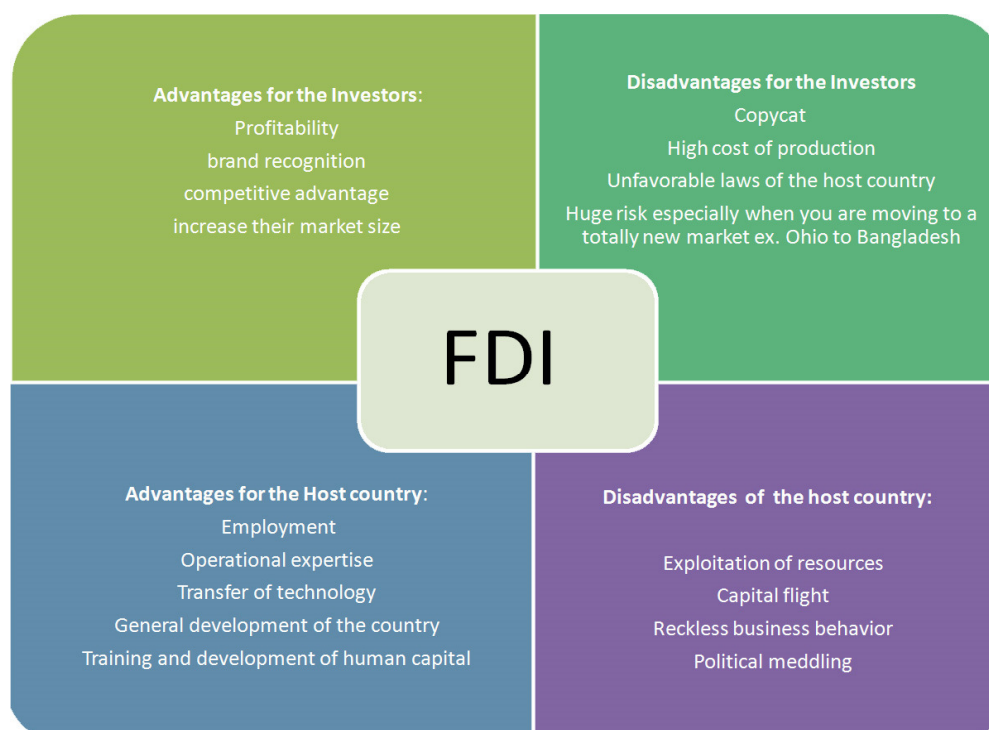 Advantages for the Investors:
Profitability
brand recognition
competitive advantage
increase their market size
Disadvantages for the Investors
Copycat
High cost of production
Unfavorable laws of the host country
Huge risk especially when you are moving to a
totally new market ex. Ohio to Bangladesh
FDI
Advantages for the Host country:
Employment
Operational expertise
Transfer of technology
General development of the country
Training and development of human capital
Disadvantages of the host country:
Exploitation of resources
Capital flight
Reckless business behavior
Political meddling